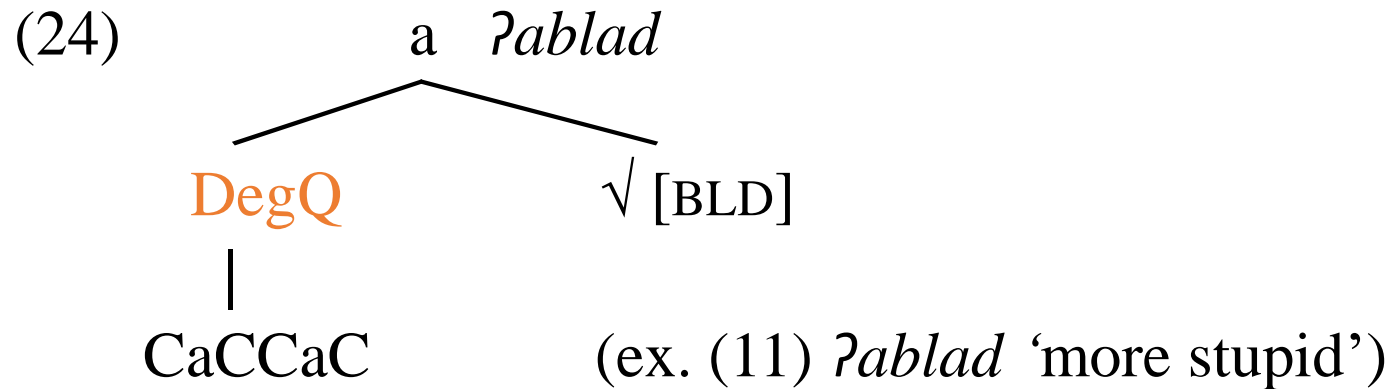 (24) a ʔablad
DegQ √ [BLD]
CaCCaC (ex. (11) ʔablad ‘more stupid’)